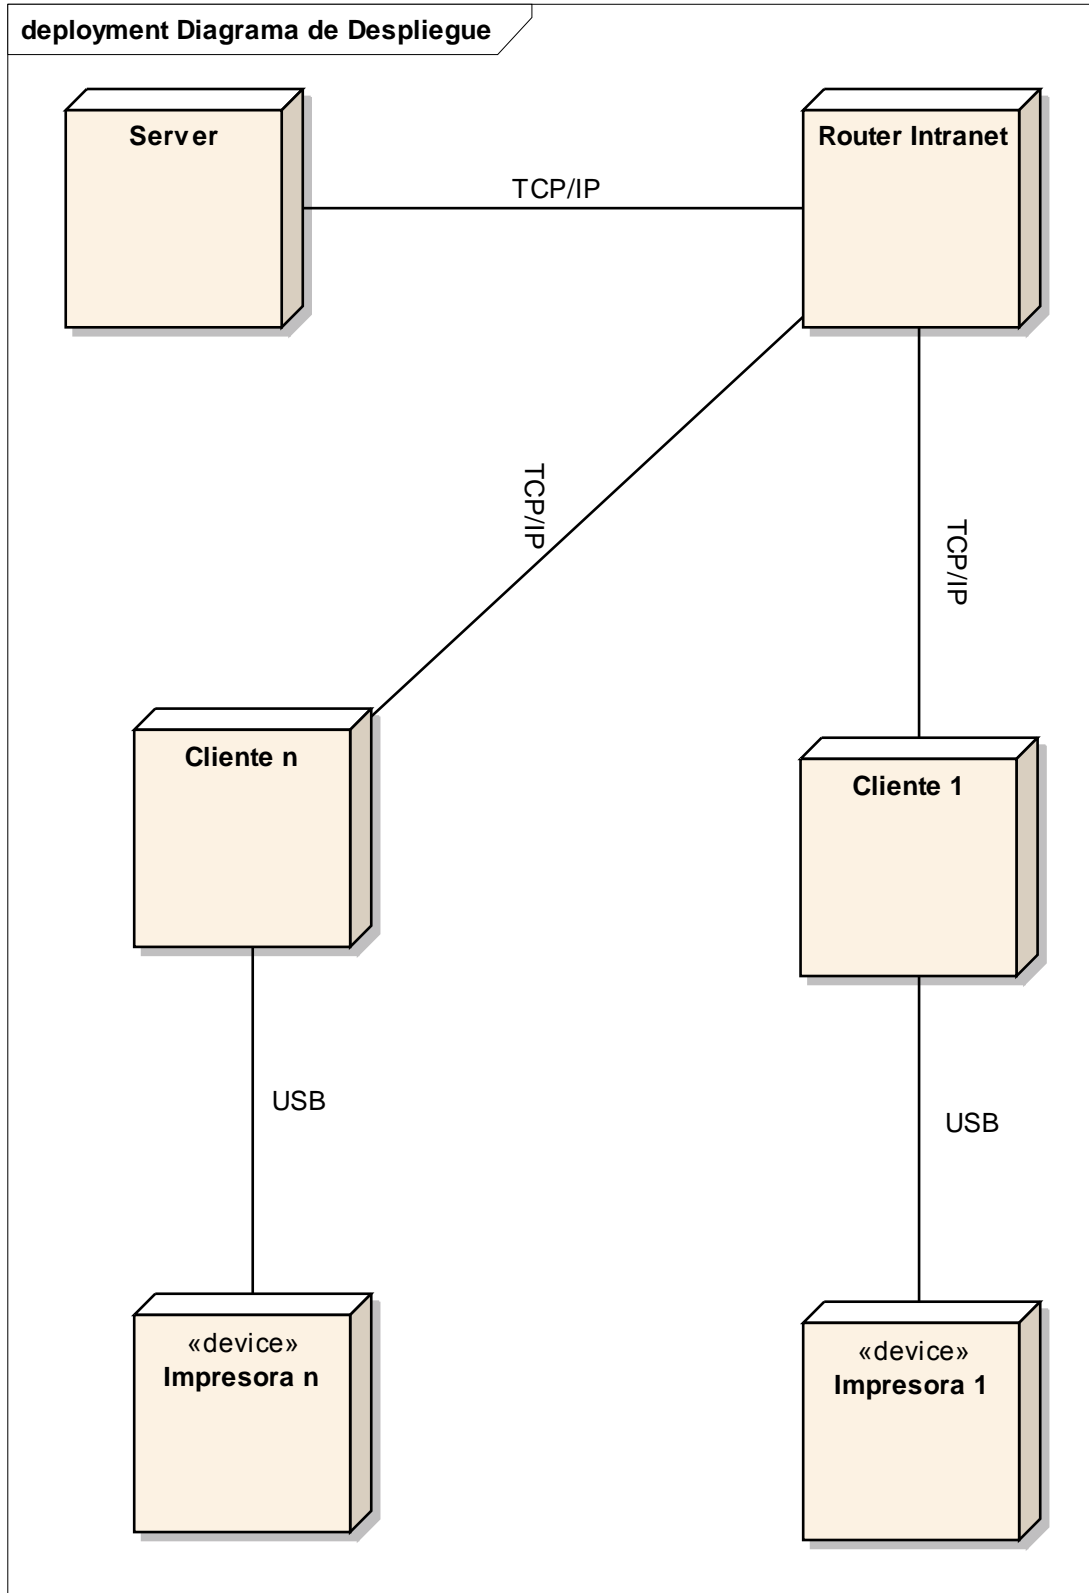 deployment Diagrama de Despliegue
Server
Router Intranet
TCP/IP
TCP/IP
TCP/IP
Cliente n
Cliente 1
USB
USB
«device»
Impresora n
«device»
Impresora 1